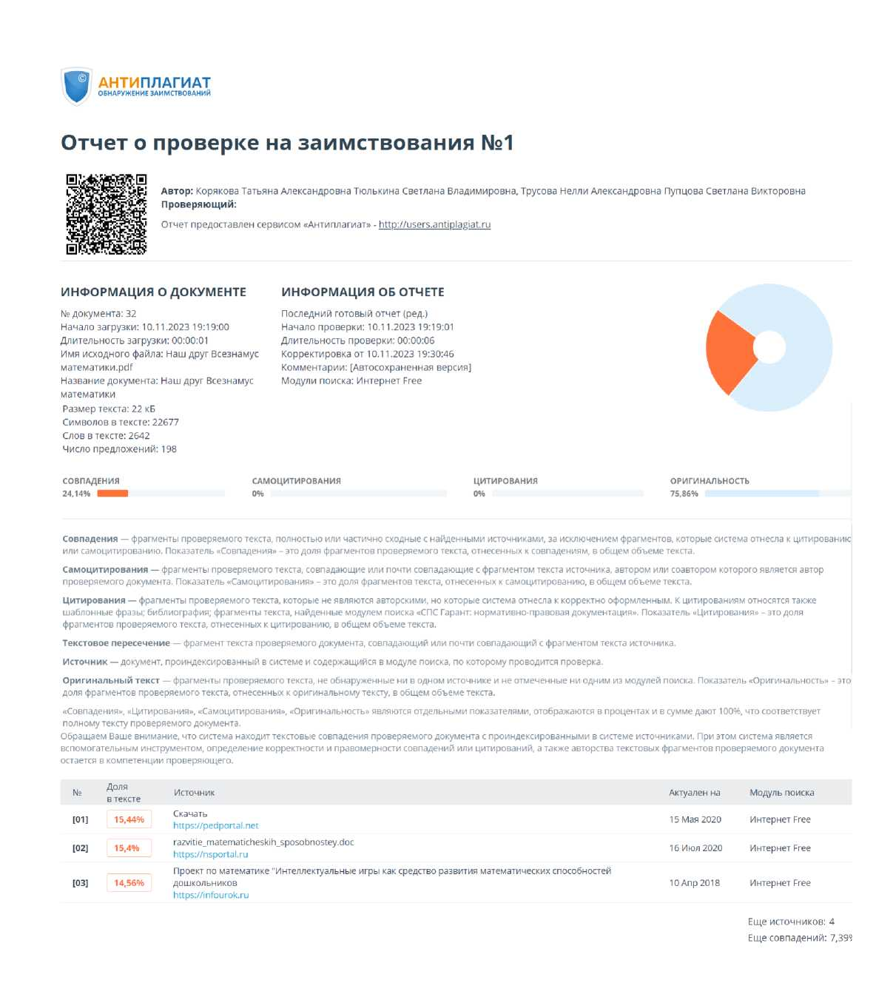 ©
АНТИПЛАГИАТ
ОБНАРУЖЕНИЕ ЗАИМСТВОВАНИЙ
Отчет о проверке на заимствования №1
Автор: Корякова Татьяна Александровна Тюлькина Светлана Владимировна, Трусова Нелли Александровна Пупцова Светлана Викторовна
Проверяющий:
Отчет предоставлен сервисом «Антиплагиат» - http://users.antiplagiat.ru
ИНФОРМАЦИЯ О ДОКУМЕНТЕ
№ документа: 32
Начало загрузки: 10.11.2023 19:19:00
Длительность загрузки: 00:00:01
Имя исходного файла: Наш друг Всезнамус
математики.pdf
Название документа: Наш друг Всезнамус
математики
Размер текста: 22 кБ
Символов в тексте: 22677
Слов в тексте: 2642
Число предложений: 198
ИНФОРМАЦИЯ ОБ ОТЧЕТЕ
Последний готовый отчет (ред.)
Начало проверки: 10.11.2023 19:19:01
Длительность проверки: 00:00:06
Корректировка от 10.11.2023 19:30:46
Комментарии: [Автосохраненная версия]
Модули поиска: Интернет Free
СОВПАДЕНИЯ
24,14%
САМОЦИТИРОВАНИЯ
0%
ЦИТИРОВАНИЯ
0%
ОРИГИНАЛЬНОСТЬ
75,86%
Совпадения — фрагменты проверяемого текста, полностью или частично сходные с найденными источниками, за исключением фрагментов, которые система отнесла к цитированию
или самоцитированию. Показатель «Совпадения» – это доля фрагментов проверяемого текста, отнесенных к совпадениям, в общем объеме текста.
Самоцитирования — фрагменты проверяемого текста, совпадающие или почти совпадающие с фрагментом текста источника, автором или соавтором которого является автор
проверяемого документа. Показатель «Самоцитирования» – это доля фрагментов текста, отнесенных к самоцитированию, в общем объеме текста.
Цитирования — фрагменты проверяемого текста, которые не являются авторскими, но которые система отнесла к корректно оформленным. К цитированиям относятся также
шаблонные фразы; библиография; фрагменты текста, найденные модулем поиска «СПС Гарант: нормативно-правовая документация». Показатель «Цитирования» – это доля
фрагментов проверяемого текста, отнесенных к цитированию, в общем объеме текста.
Текстовое пересечение — фрагмент текста проверяемого документа, совпадающий или почти совпадающий с фрагментом текста источника.
Источник — документ, проиндексированный в системе и содержащийся в модуле поиска, по которому проводится проверка.
Оригинальный текст — фрагменты проверяемого текста, не обнаруженные ни в одном источнике и не отмеченные ни одним из модулей поиска. Показатель «Оригинальность» – это
доля фрагментов проверяемого текста, отнесенных к оригинальному тексту, в общем объеме текста.
«Совпадения», «Цитирования», «Самоцитирования», «Оригинальность» являются отдельными показателями, отображаются в процентах и в сумме дают 100%, что соответствует
полному тексту проверяемого документа.
Обращаем Ваше внимание, что система находит текстовые совпадения проверяемого документа с проиндексированными в системе источниками. При этом система является
вспомогательным инструментом, определение корректности и правомерности совпадений или цитирований, а также авторства текстовых фрагментов проверяемого документа
остается в компетенции проверяющего.
№ Доля
в тексте Источник Актуален на Модуль поиска
[01] 15,44% Скачать 15 Мая 2020 Интернет Free
https://pedportal.net
[02] 15,4% razvitie_matematicheskih_sposobnostey.doc 16 Июл 2020 Интернет Free
https://nsportal.ru
[03] 14,56% Проект по математике "Интеллектуальные игры как средство развития математических способностей
дошкольников 10 Апр 2018 Интернет Free
https://infourok.ru
Еще источников: 4
Еще совпадений: 7,39%